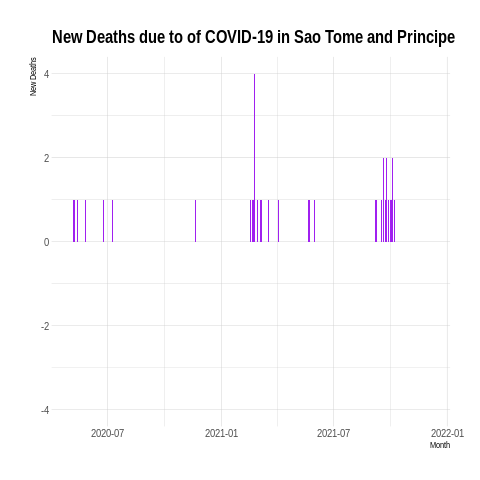 New Deaths due to of COVID-19 in Sao Tome and Principe
New Deaths
4
2
0
-2
-4
2020-07 2021-01 2021-07 2022-01
Month